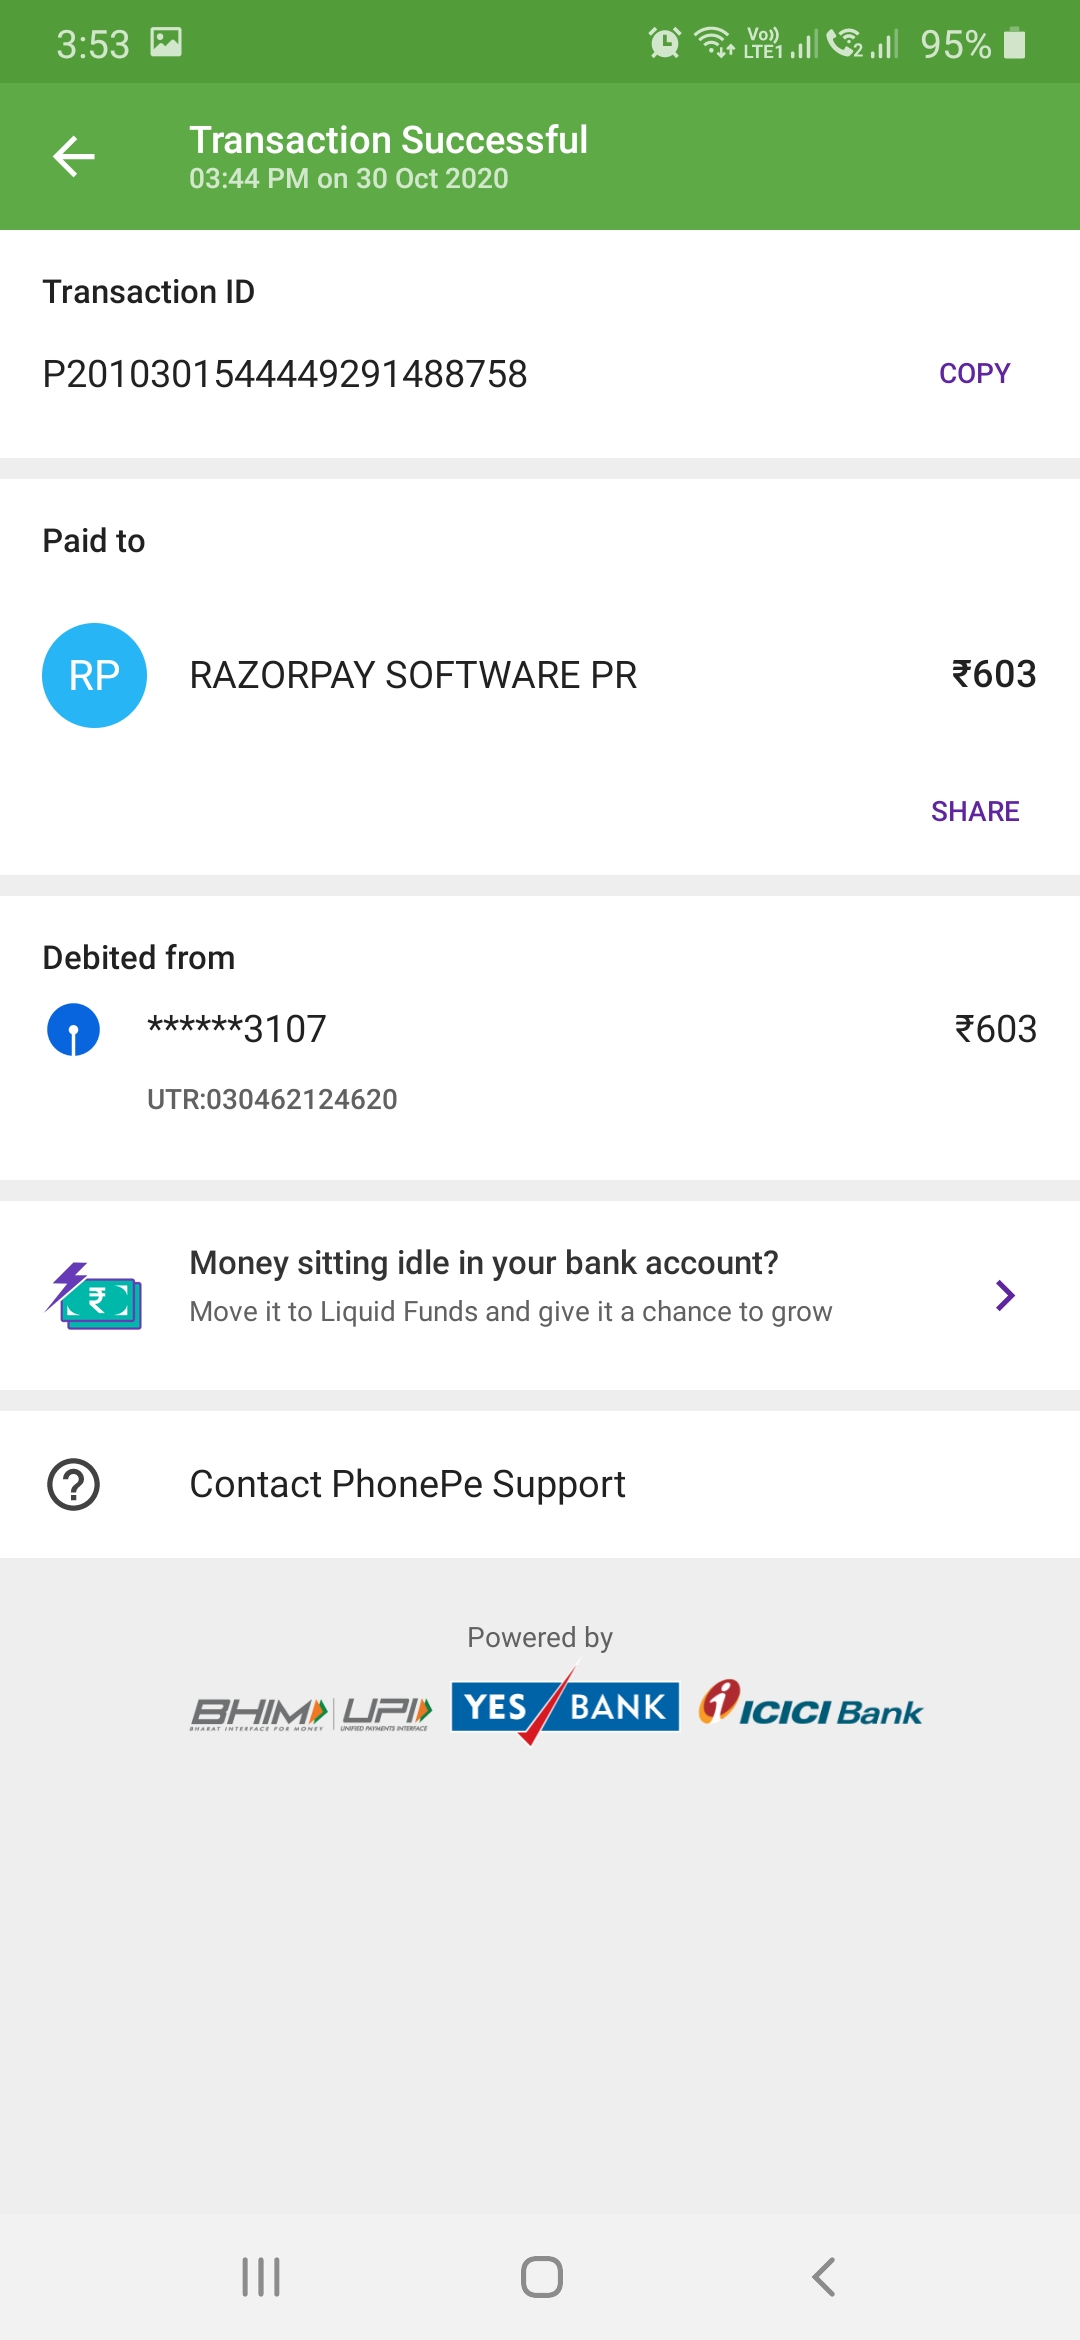 3:53 Vo)) LTE1 2 95%
Transaction Successful
03:44 PM on 30 Oct 2020
Transaction ID
P2010301544449291488758 COPY
Paid to
RP RAZORPAY SOFTWARE PR ₹603
SHARE
Debited from
******3107 ₹603
UTR:030462124620
Money sitting idle in your bank account?
₹ Move it to Liquid Funds and give it a chance to grow
? Contact PhonePe Support
Powered by
BHIM UPI YES BANK ICICI Bank
BHARAT INTERFACE FOR MONEY UNIFIED PAYMENTS INTERFACE